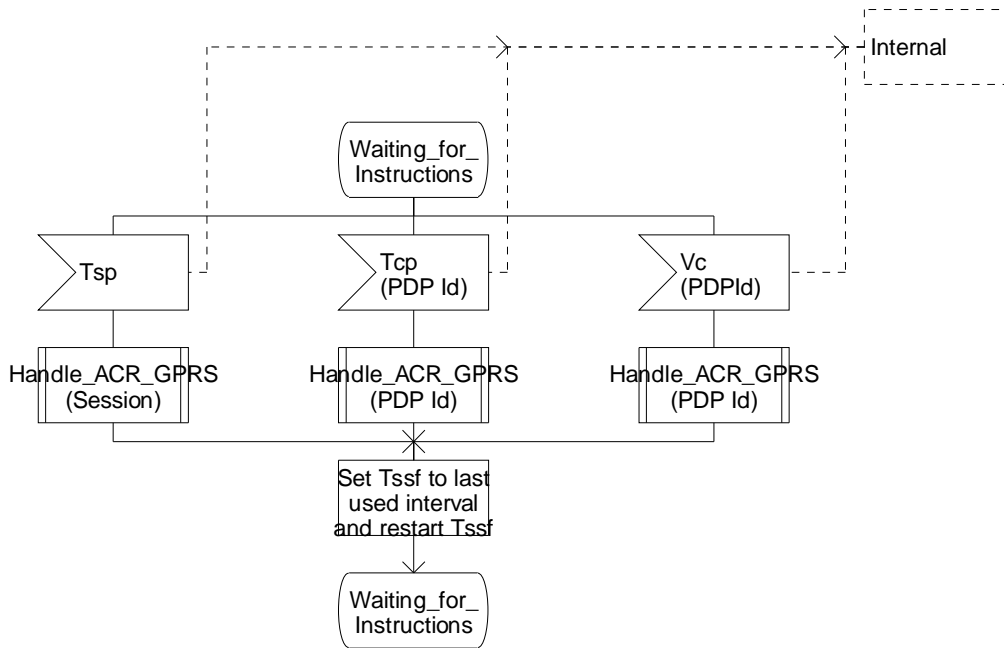 Internal
Waiting_for_
Instructions
Tsp
Tcp
(PDP Id)
Vc
(PDPId)
Handle_ACR_GPRS
(Session)
Handle_ACR_GPRS
(PDP Id)
Handle_ACR_GPRS
(PDP Id)
Set Tssf to last
used interval
and restart Tssf
Waiting_for_
Instructions